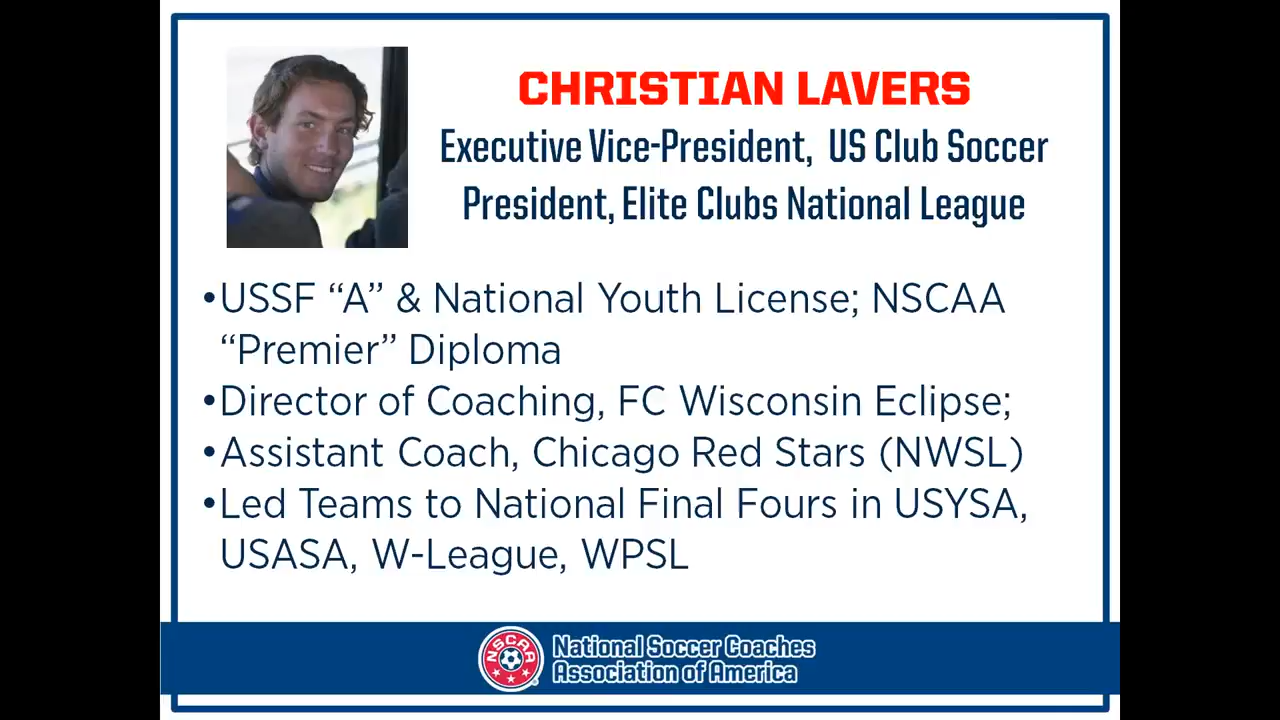 CHRISTIAN LAVERS
Executive Vice-President, US Club Soccer
President, Elite Clubs National League
•USSF “A” & National Youth License; NSCAA
“Premier” Diploma
•Director of Coaching, FC Wisconsin Eclipse;
•Assistant Coach, Chicago Red Stars (NWSL)
•Led Teams to National Final Fours in USYSA,
USASA, W-League, WPSL
NSCAA
National Soccer Coaches
Association of America